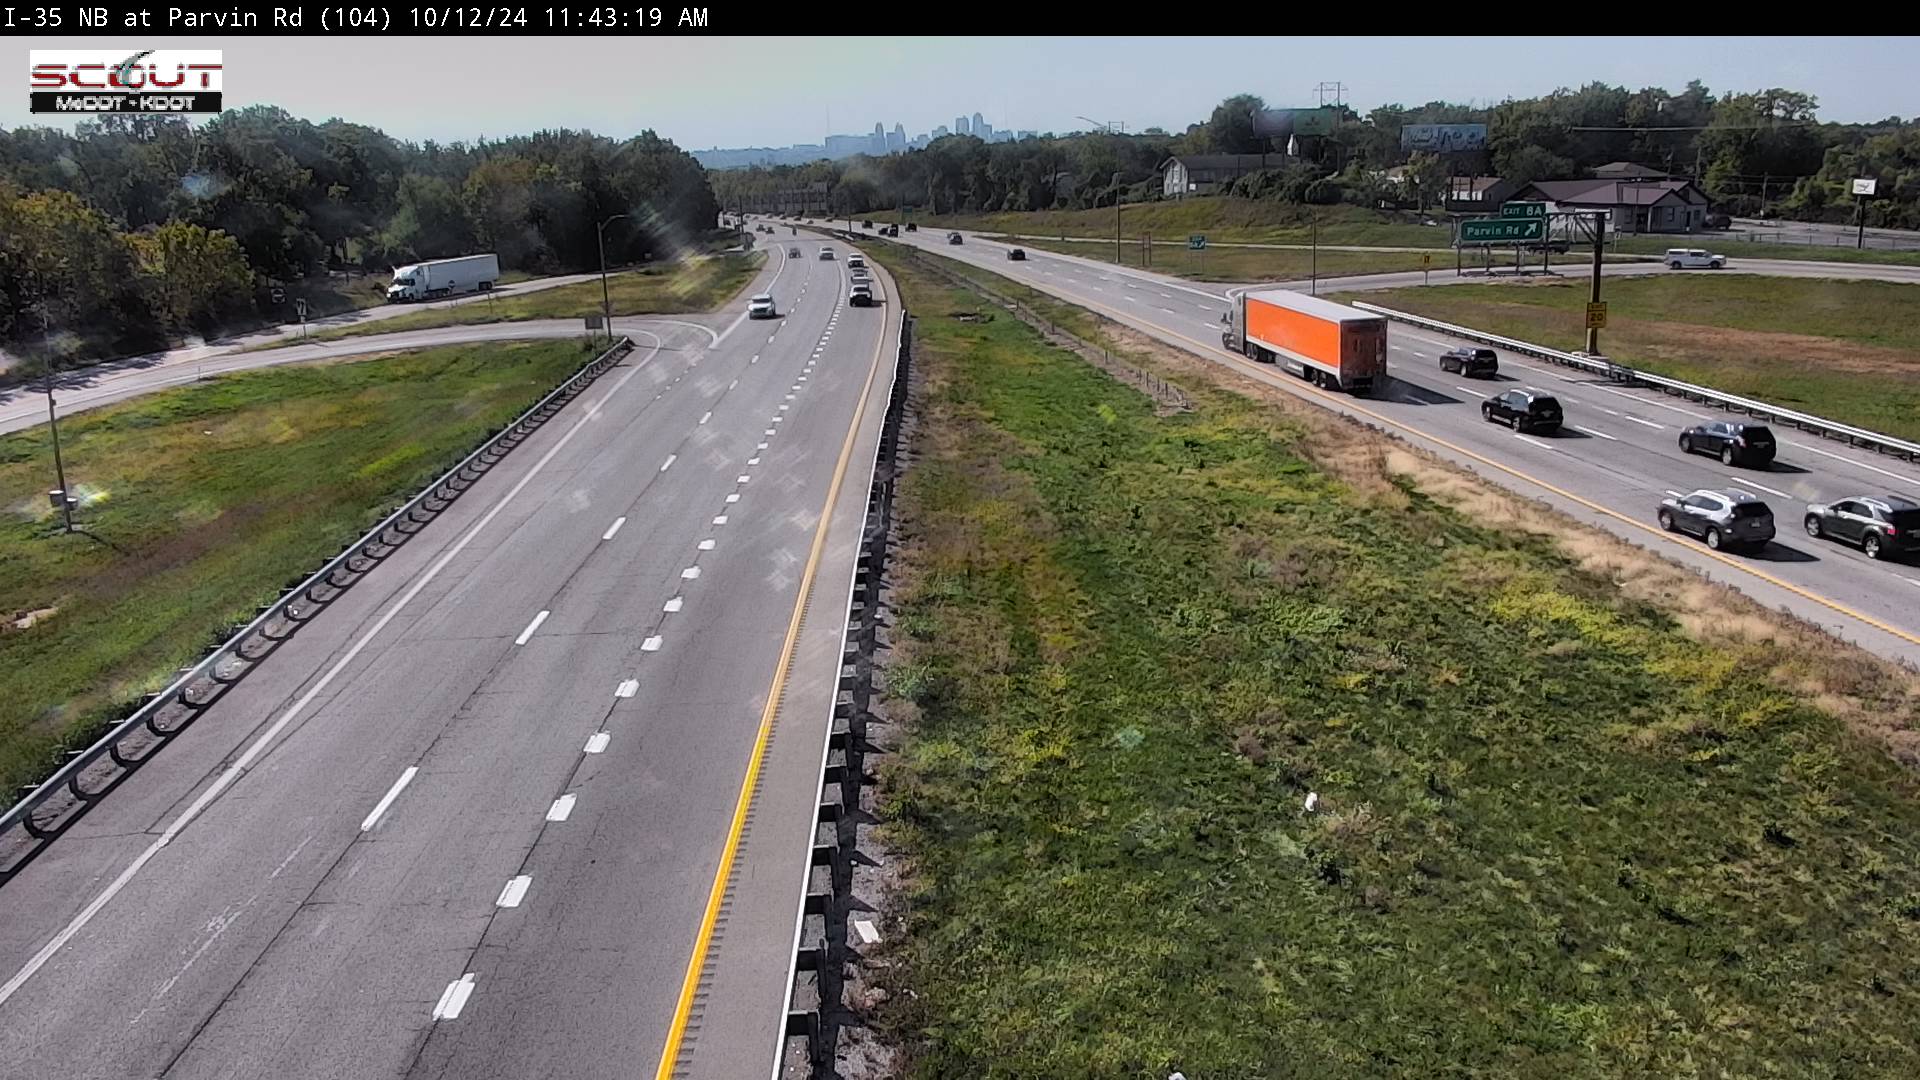 I-35 NB at Parvin Rd (104) 10/12/24 11:43:19 AM
SCOUT
MoDOT - KDOT
EXIT 8A
Parvin Rd
20